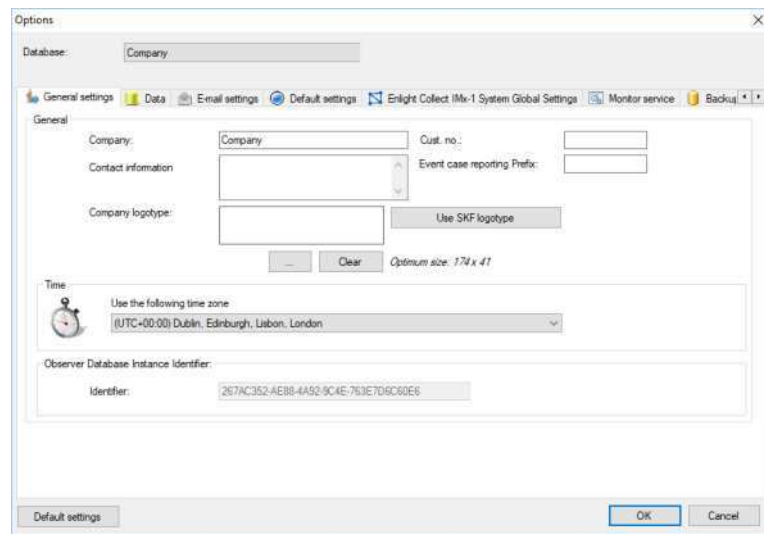 Options
Database: Company
General settings Data E-mail settings Default settings Enlight Collect IMx-1 System Global Settings Monitor service Backup
General
Company: Company Cust. no.:
Contact information Event case reporting Prefix:
Company logotype: Use SKF logotype
... Clear Optimum size: 174 x 41
Time
Use the following time zone
(UTC+00:00) Dublin, Edinburgh, Lisbon, London
Observer Database Instance Identifier:
Identifier: 267AC352-AE88-4A92-9C4E-763E7D6C60E6
Default settings OK Cancel